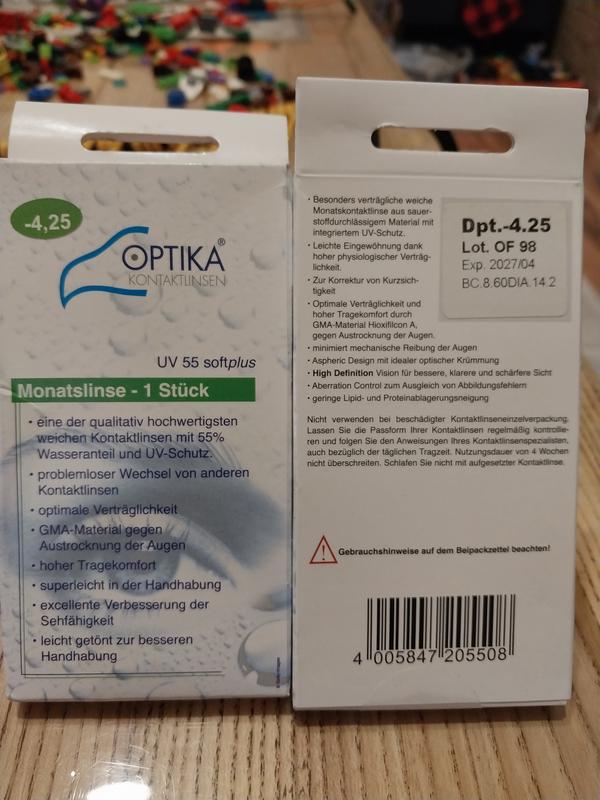 -4,25
OPTIKA®
KONTAKTLINSEN
UV 55 softplus
Monatslinse - 1 Stück
· eine der qualitativ hochwertigsten
weichen Kontaktlinsen mit 55%
Wasseranteil und UV-Schutz.
· problemloser Wechsel von anderen
Kontaktlinsen
· optimale Verträglichkeit
· GMA-Material gegen
Austrocknung der Augen
· hoher Tragekomfort
· superleicht in der Handhabung
· exzellente Verbesserung der
Sehfähigkeit
· leicht getönt zur besseren
Handhabung
· Besonders verträgliche weiche
Monatskontaktlinse aus sauer-
stoffdurchlässigem Material mit
integriertem UV-Schutz.
· Leichte Eingewöhnung dank
hoher physiologischer Verträg-
lichkeit.
· Zur Korrektur von Kurzsich-
tigkeit
· Optimale Verträglichkeit und
hoher Tragekomfort durch
GMA-Material Hioxifilcon A,
gegen Austrocknung der Augen.
· minimiert mechanische Reibung der Augen
· Aspheric Design mit idealer optischer Krümmung
· High Definition Vision für bessere, klarere und schärfere Sicht
· Aberration Control zum Ausgleich von Abbildungsfehlern
· geringe Lipid- und Proteinablagerungsneigung
Dpt.-4.25
Lot. OF 98
Exp. 2027/04
BC.8.60DIA.14.2
Nicht verwenden bei beschädigter Kontaktlinseneinzelverpackung.
Lassen Sie die Passform Ihrer Kontaktlinsen regelmäßig kontrollie-
ren und folgen Sie den Anweisungen Ihres Kontaktlinsenspezialisten,
auch bezüglich der täglichen Tragezeit. Nutzungsdauer von 4 Wochen
nicht überschreiten. Schlafen Sie nicht mit aufgesetzter Kontaktlinse.
Gebrauchshinweise auf dem Beipackzettel beachten!
4 005847 205508